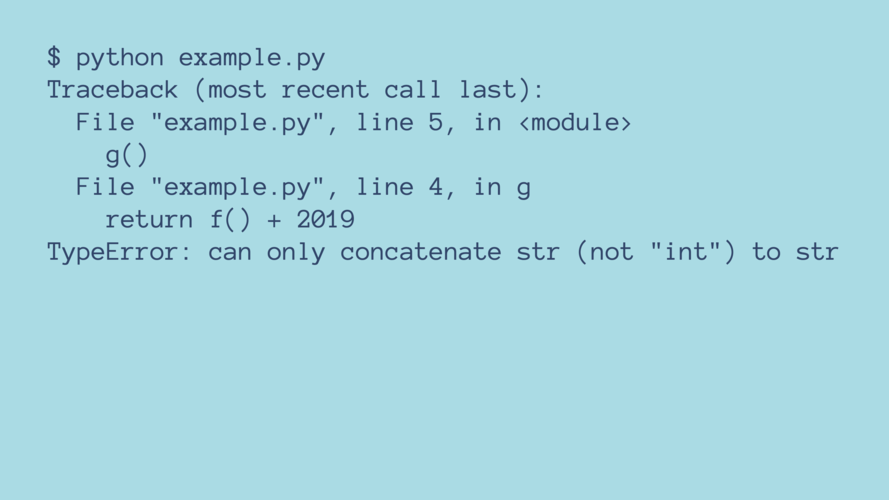 $ python example.py
Traceback (most recent call last):
  File "example.py", line 5, in <module>
    g()
  File "example.py", line 4, in g
    return f() + 2019
TypeError: can only concatenate str (not "int") to str